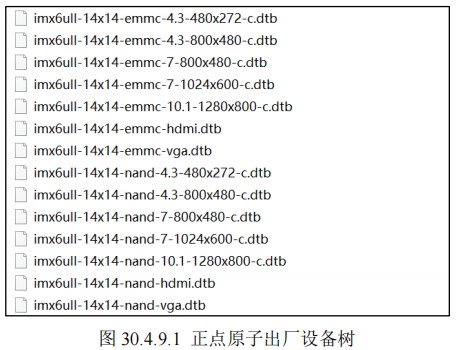 imx6ull-14x14-emmc-4.3-480x272-c.dtb
imx6ull-14x14-emmc-4.3-800x480-c.dtb
imx6ull-14x14-emmc-7-800x480-c.dtb
imx6ull-14x14-emmc-7-1024x600-c.dtb
imx6ull-14x14-emmc-10.1-1280x800-c.dtb
imx6ull-14x14-emmc-hdmi.dtb
imx6ull-14x14-emmc-vga.dtb
imx6ull-14x14-nand-4.3-480x272-c.dtb
imx6ull-14x14-nand-4.3-800x480-c.dtb
imx6ull-14x14-nand-7-800x480-c.dtb
imx6ull-14x14-nand-7-1024x600-c.dtb
imx6ull-14x14-nand-10.1-1280x800-c.dtb
imx6ull-14x14-nand-hdmi.dtb
imx6ull-14x14-nand-vga.dtb
图 30.4.9.1 正点原子出厂设备树